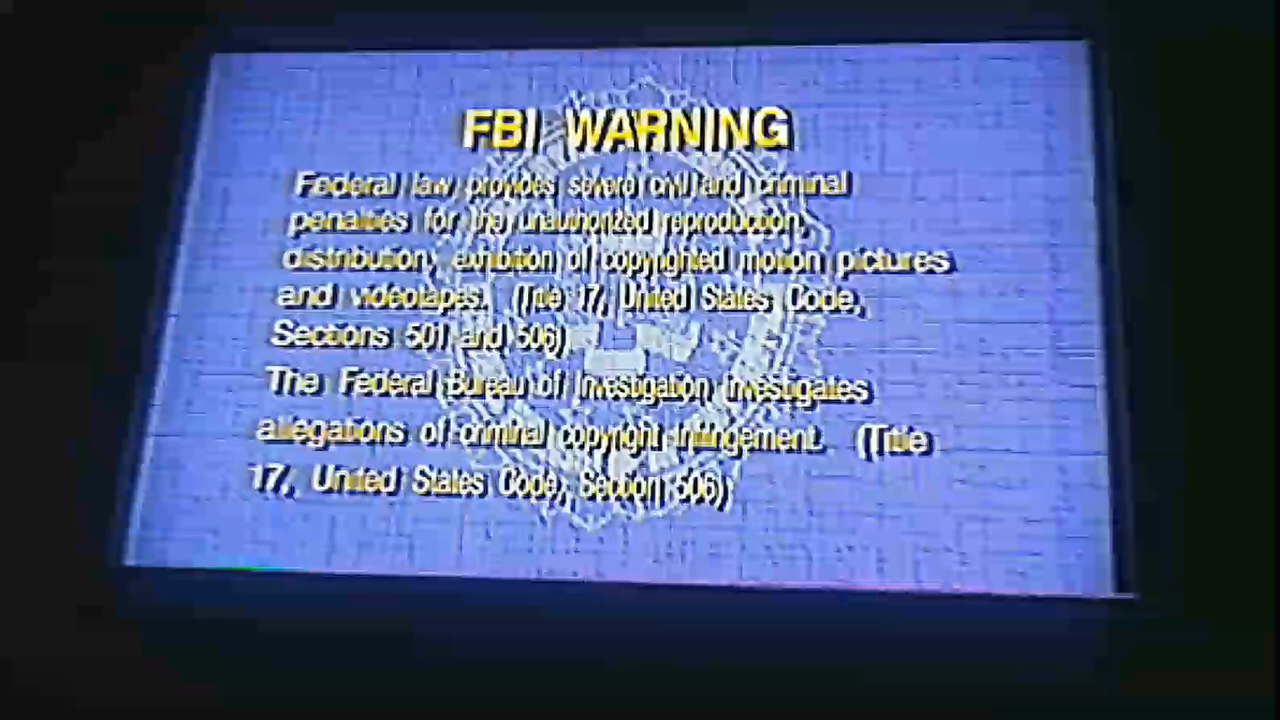 FBI WARNING
Federal law provides severe civil and criminal
penalties for the unauthorized reproduction,
distribution, exhibition of copyrighted motion pictures
and videotapes. (Title 17, United States Code,
Sections 501 and 506)
The Federal Bureau of Investigation investigates
allegations of criminal copyright infringement. (Title
17, United States Code, Section 506)